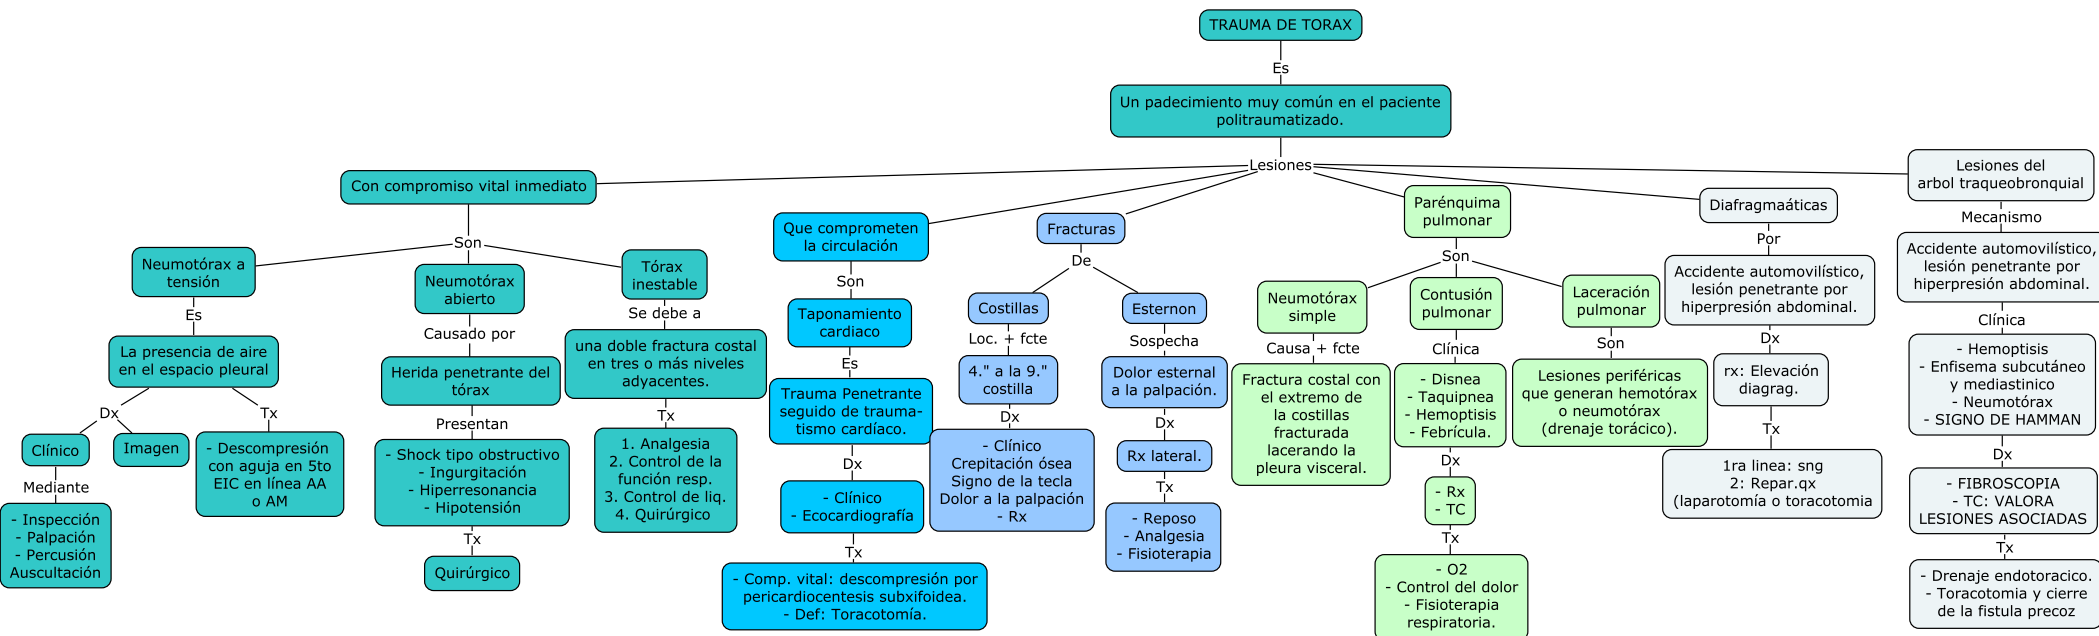 TRAUMA DE TORAX
Es
Un padecimiento muy común en el paciente
politraumatizado.
Lesiones
Con compromiso vital inmediato
Son
Neumotórax a
tensión
Es
La presencia de aire
en el espacio pleural
Dx
Clínico
Mediante
- Inspección
- Palpación
- Percusión
Auscultación
Imagen
Tx
- Descompresión
con aguja en 5to
EIC en línea AA
o AM
Neumotórax
abierto
Causado por
Herida penetrante del
tórax
Presentan
- Shock tipo obstructivo
- Ingurgitación
- Hiperresonancia
- Hipotensión
Tx
Quirúrgico
Tórax
inestable
Se debe a
una doble fractura costal
en tres o más niveles
adyacentes.
Tx
1. Analgesia
2. Control de la
función resp.
3. Control de liq.
4. Quirúrgico
Que comprometen
la circulación
Son
Taponamiento
cardiaco
Es
Trauma Penetrante
seguido de trauma-
tismo cardíaco.
Dx
- Clínico
- Ecocardiografía
Tx
- Comp. vital: descompresión por
pericardiocentesis subxifoidea.
- Def: Toracotomía.
Fracturas
De
Costillas
Loc. + fcte
4." a la 9."
costilla
Dx
- Clínico
Crepitación ósea
Signo de la tecla
Dolor a la palpación
- Rx
Esternon
Sospecha
Dolor esternal
a la palpación.
Dx
Rx lateral.
Tx
- Reposo
- Analgesia
- Fisioterapia
Parénquima
pulmonar
Son
Neumotórax
simple
Causa + fcte
Fractura costal con
el extremo de
la costillas
fracturada
lacerando la
pleura visceral.
Contusión
pulmonar
Clínica
- Disnea
- Taquipnea
- Hemoptisis
- Febrícula.
Dx
- Rx
- TC
Tx
- O2
- Control del dolor
- Fisioterapia
respiratoria.
Laceración
pulmonar
Son
Lesiones periféricas
que generan hemotórax
o neumotórax
(drenaje torácico).
Diafragmaáticas
Por
Accidente automovilístico,
lesión penetrante por
hiperpresión abdominal.
Dx
rx: Elevación
diagrag.
Tx
1ra linea: sng
2: Repar.qx
(laparotomía o toracotomia
Lesiones del
arbol traqueobronquial
Mecanismo
Accidente automovilístico,
lesión penetrante por
hiperpresión abdominal.
Clínica
- Hemoptisis
- Enfisema subcutáneo
y mediastinico
- Neumotórax
- SIGNO DE HAMMAN
Dx
- FIBROSCOPIA
- TC: VALORA
LESIONES ASOCIADAS
Tx
- Drenaje endotoracico.
- Toracotomia y cierre
de la fistula precoz